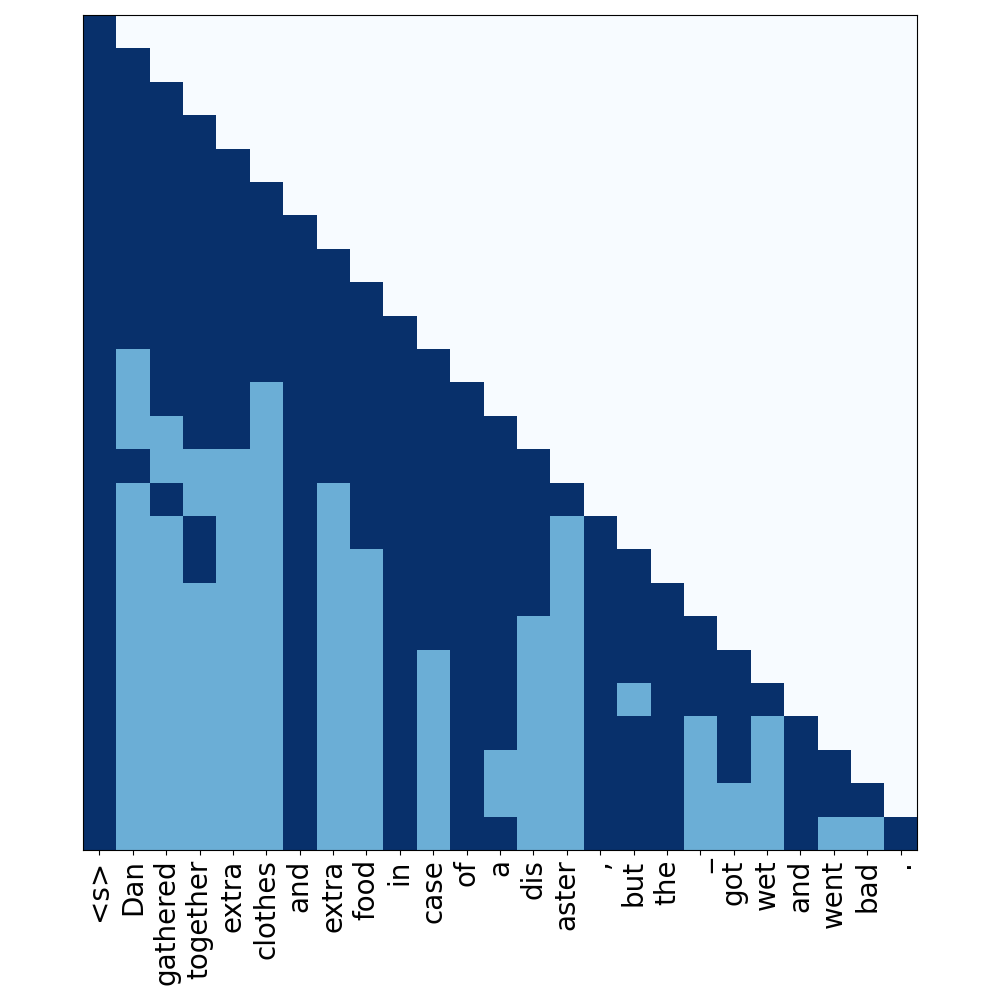 <s>
Dan
gathered
together
extra
clothes
and
extra
food
in
case
of
a
dis
aster
,
but
the
_
got
wet
and
went
bad
.